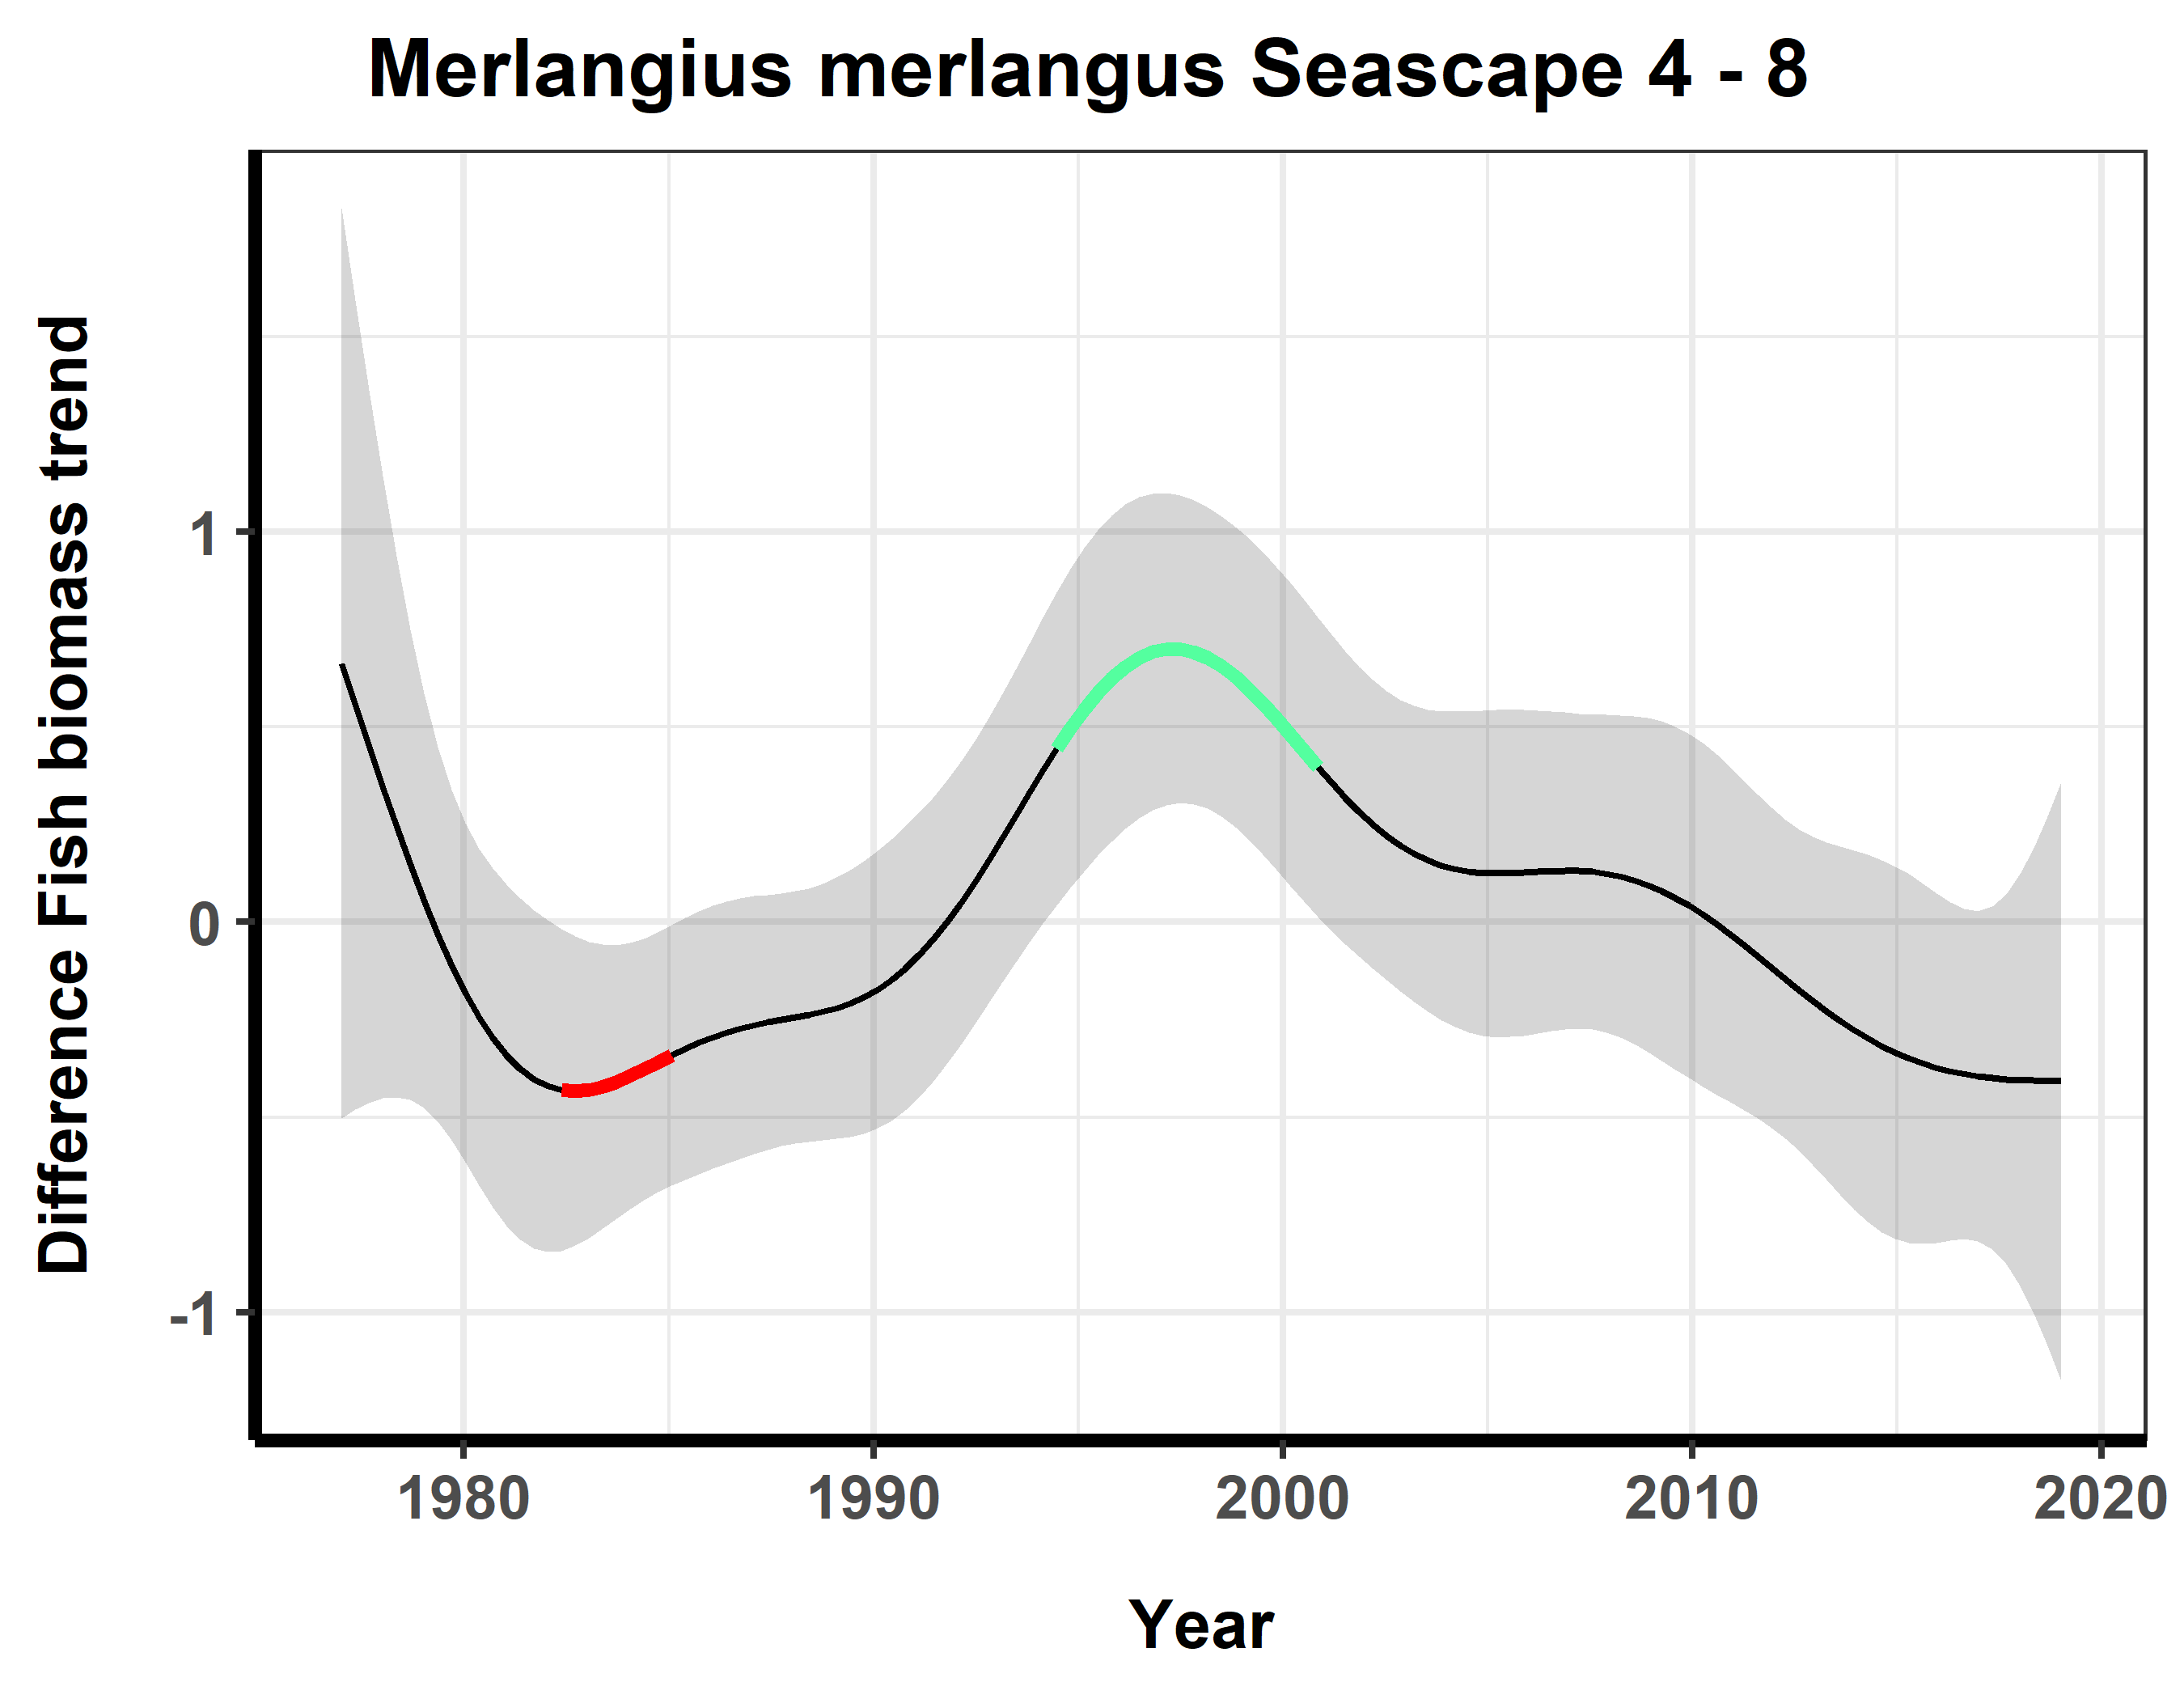 Merlangius merlangus Seascape 4 - 8
Difference Fish biomass trend
1
0
-1
1980 1990 2000 2010 2020
Year